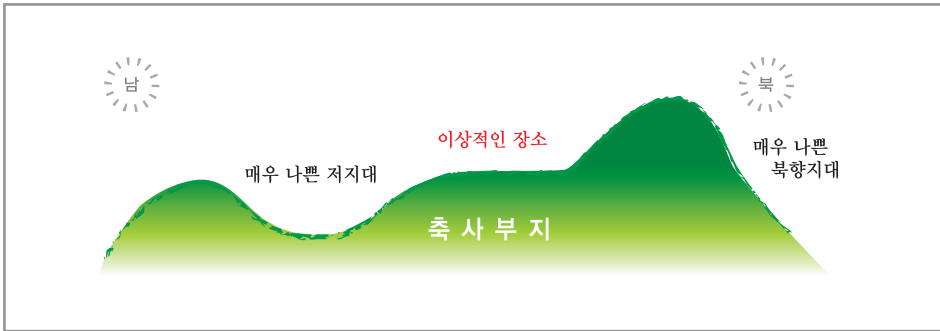 남
북
이상적인 장소
매우 나쁜
북향지대
매우 나쁜 저지대
축사부지